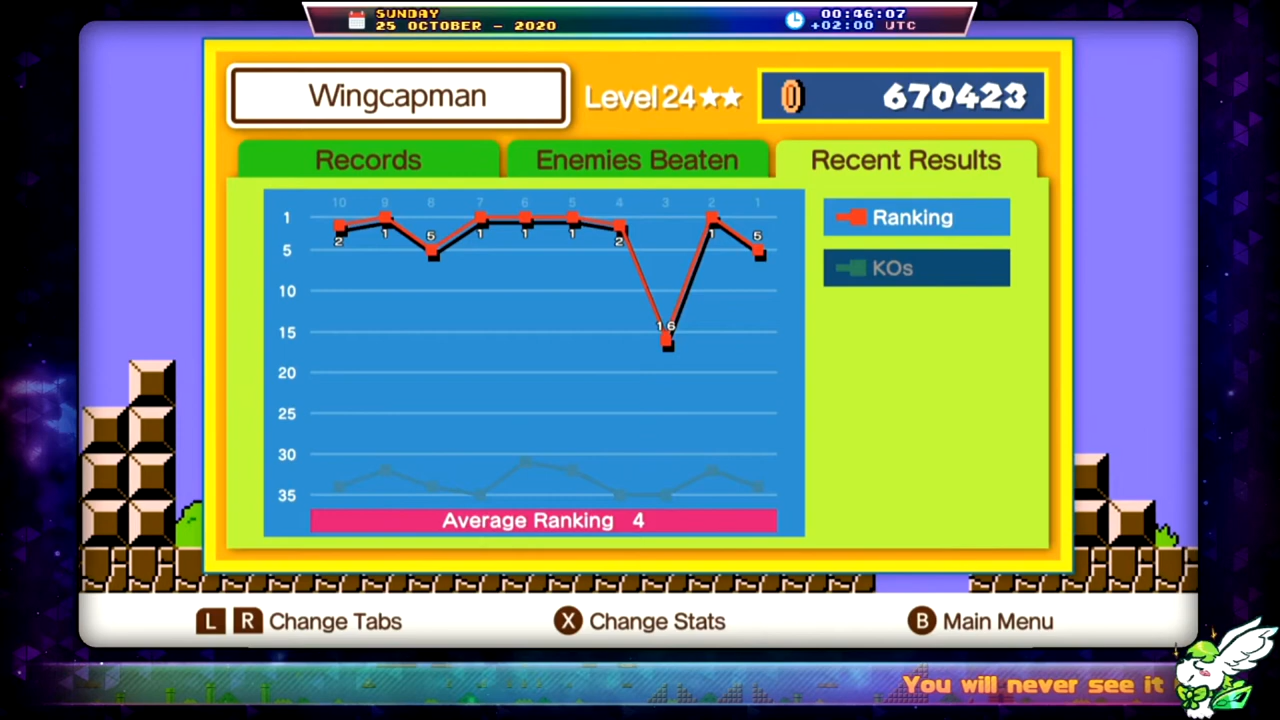 SUNDAY
25 OCTOBER - 2020
00:46:07
+02:00 UTC
Wingcapman
Level 24★★
670423
Records
Enemies Beaten
Recent Results
10 9 8 7 6 5 4 3 2 1
1
5
10
15
20
25
30
35
2 1 5 1 1 1 2 16 1 5
Average Ranking 4
Ranking
KOs
L R Change Tabs
X Change Stats
B Main Menu
You will never see it